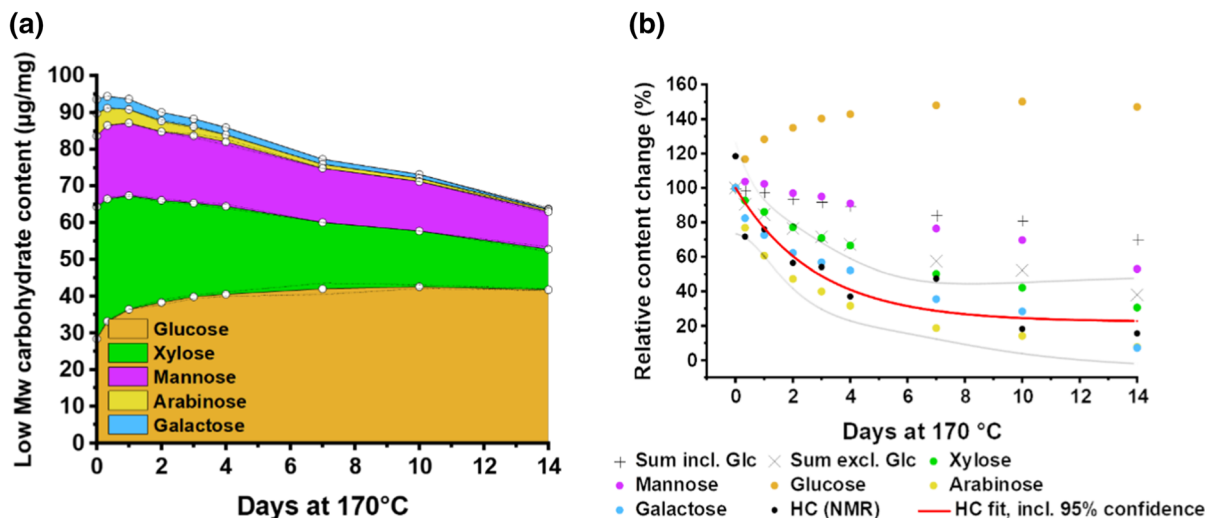 (a)
Low Mw carbohydrate content (µg/mg)
100
90
80
70
60
50
40
30
20
10
0
Glucose
Xylose
Mannose
Arabinose
Galactose
0 2 4 6 8 10 12 14
Days at 170°C
(b)
Relative content change (%)
160
140
120
100
80
60
40
20
0
0 2 4 6 8 10 12 14
Days at 170 °C
Sum incl. Glc Sum excl. Glc Xylose
Mannose Glucose Arabinose
Galactose HC (NMR) HC fit, incl. 95% confidence